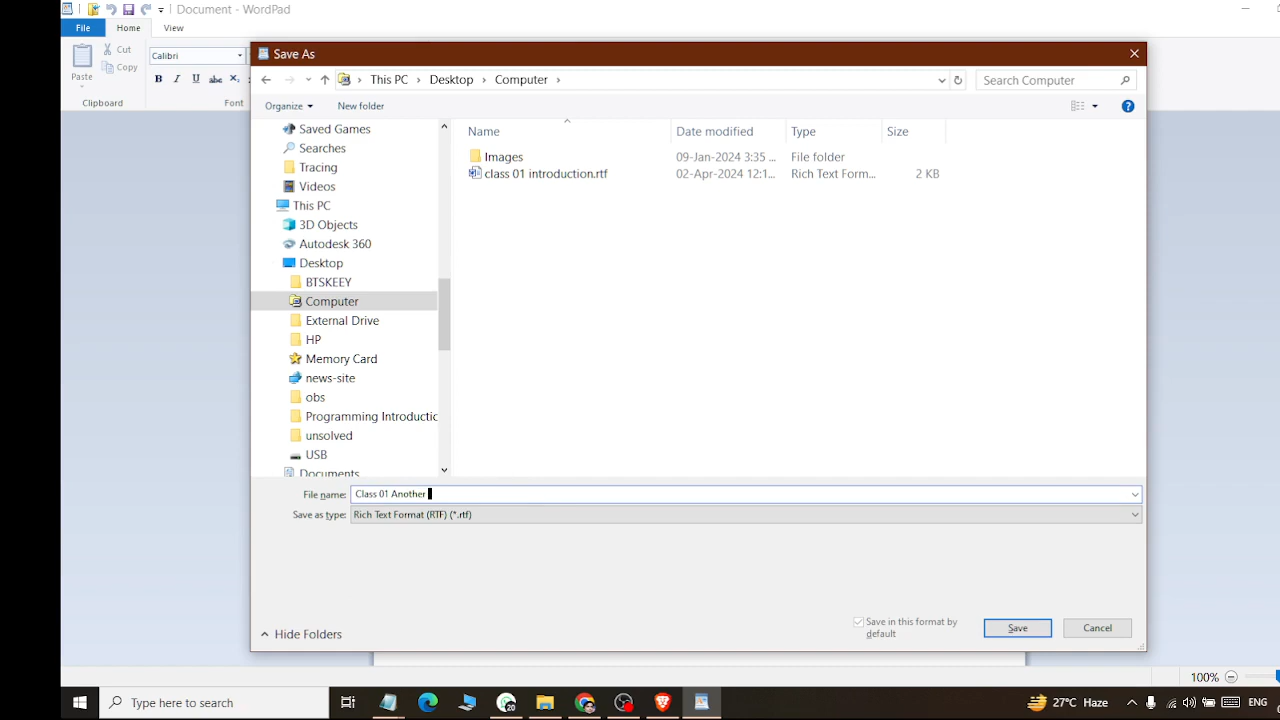 Document - WordPad
File Home View
Paste
Cut
Copy
Clipboard
Calibri
B I U abc X₂
Font
Save As
This PC > Desktop > Computer >
Search Computer
Organize New folder
Saved Games
Searches
Tracing
Videos
This PC
3D Objects
Autodesk 360
Desktop
BTSKEEY
Computer
External Drive
HP
Memory Card
news-site
obs
Programming Introductic
unsolved
USB
Documents
Name Date modified Type Size
Images 09-Jan-2024 3:35 ... File folder
class 01 introduction.rtf 02-Apr-2024 12:1... Rich Text Form... 2 KB
File name: Class 01 Another
Save as type: Rich Text Format (RTF) (*.rtf)
Hide Folders
Save in this format by
default
Save Cancel
100%
Type here to search
20
27°C Haze
ENG